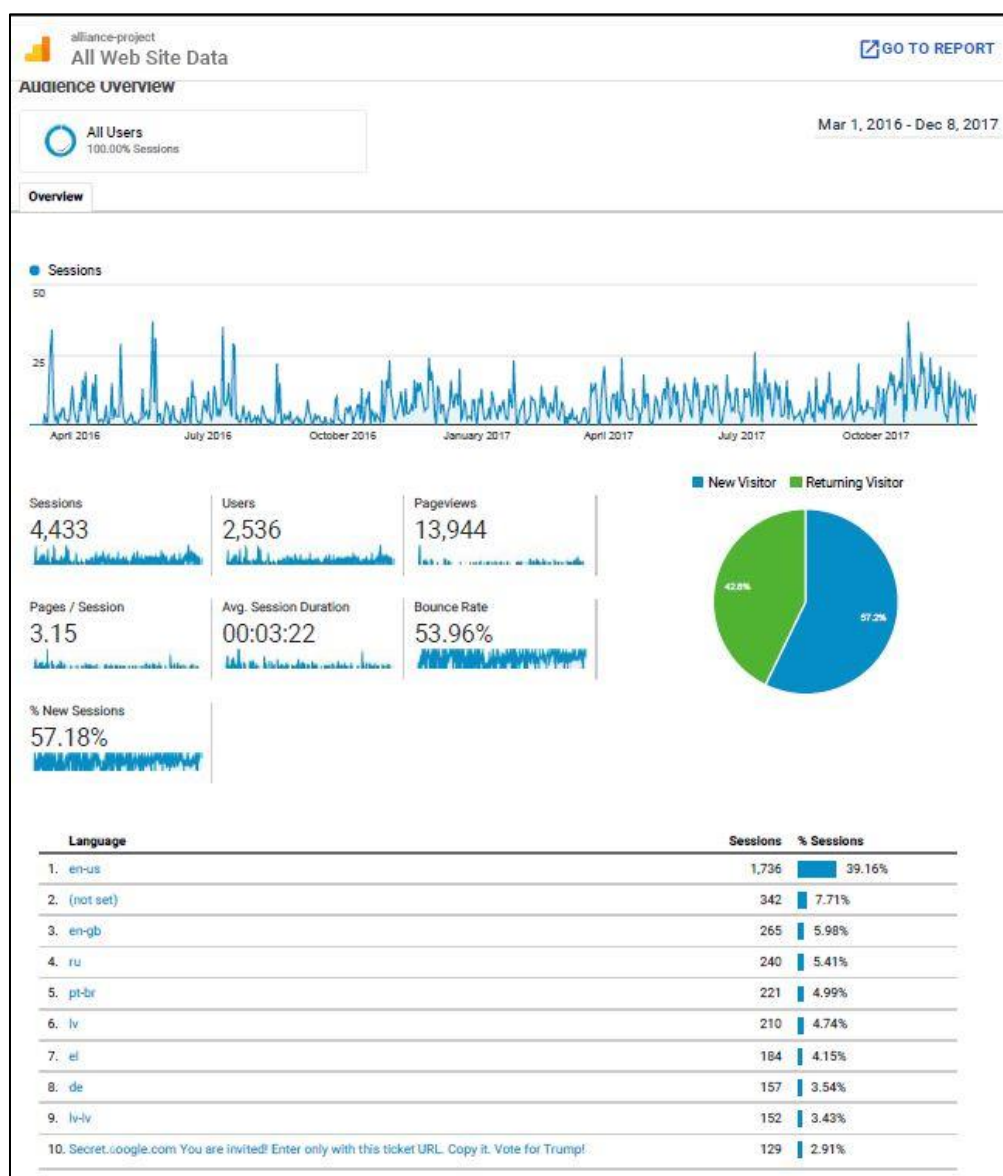 alliance-project
All Web Site Data
GO TO REPORT
Audience Overview
All Users
100.00% Sessions
Mar 1, 2016 - Dec 8, 2017
Overview
Sessions
50
25
April 2016 July 2016 October 2016 January 2017 April 2017 July 2017 October 2017
New Visitor Returning Visitor
Sessions Users Pageviews
4,433 2,536 13,944
42.8% 57.2%
Pages / Session Avg. Session Duration Bounce Rate
3.15 00:03:22 53.96%
% New Sessions
57.18%
Language Sessions % Sessions
1. en-us 1,736 39.16%
2. (not set) 342 7.71%
3. en-gb 265 5.98%
4. ru 240 5.41%
5. pt-br 221 4.99%
6. lv 210 4.74%
7. el 184 4.15%
8. de 157 3.54%
9. lv-lv 152 3.43%
10. Secret.ɢoogle.com You are invited! Enter only with this ticket URL. Copy it. Vote for Trump! 129 2.91%